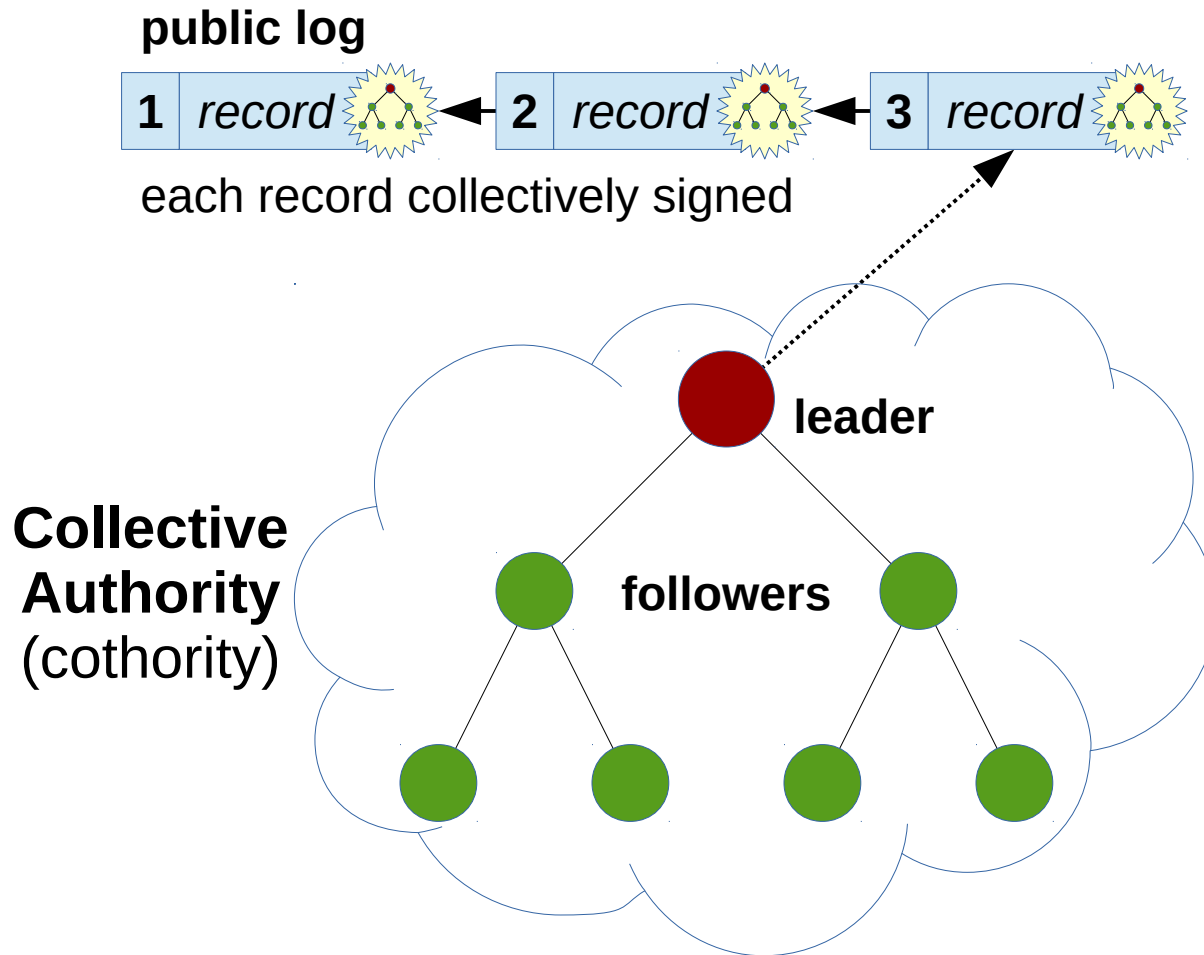 public log
1 record 2 record 3 record
each record collectively signed
leader
Collective
Authority
(cothority)
followers